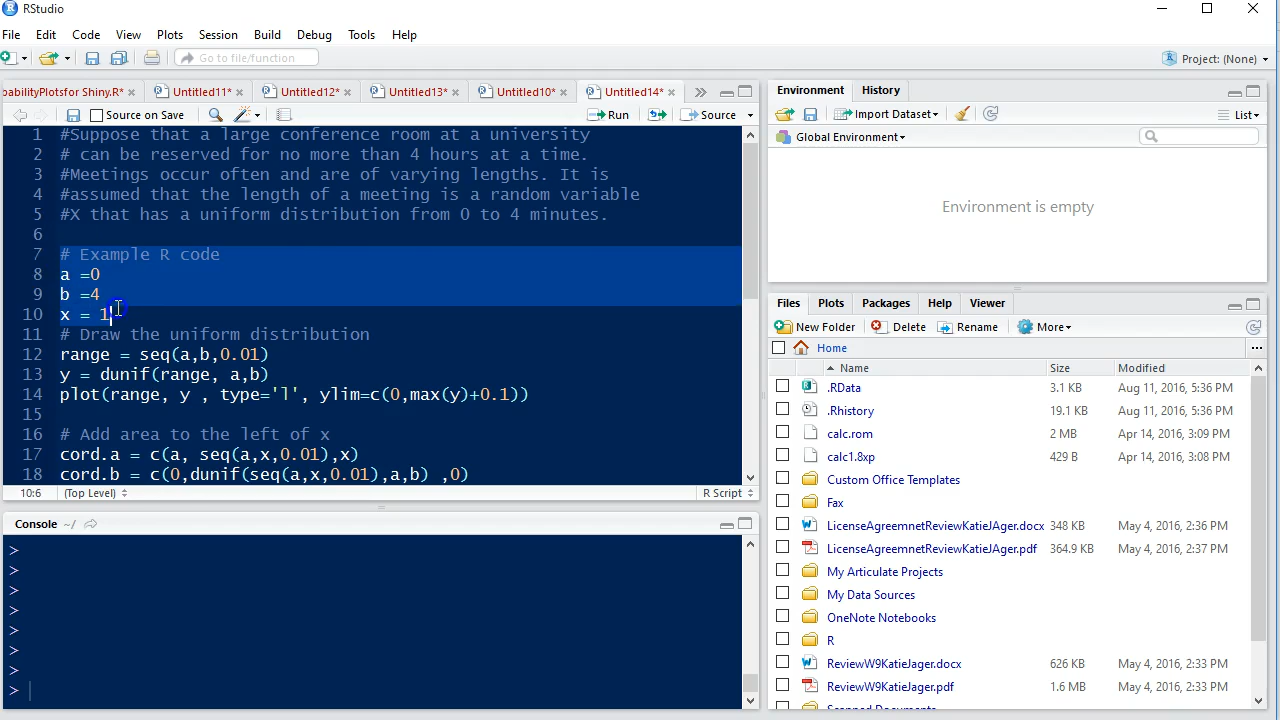 RStudio
File Edit Code View Plots Session Build Debug Tools Help
Go to file/function
Project: (None)
babilityPlotsfor Shiny.R* Untitled11* Untitled12* Untitled13* Untitled10* Untitled14*
Source on Save Run Source
1 #Suppose that a large conference room at a university
2 # can be reserved for no more than 4 hours at a time.
3 #Meetings occur often and are of varying lengths. It is
4 #assumed that the length of a meeting is a random variable
5 #X that has a uniform distribution from 0 to 4 minutes.
6
7 # Example R code
8 a =0
9 b =4
10 x = 1
11 # Draw the uniform distribution
12 range = seq(a,b,0.01)
13 y = dunif(range, a,b)
14 plot(range, y , type='l', ylim=c(0,max(y)+0.1))
15
16 # Add area to the left of x
17 cord.a = c(a, seq(a,x,0.01),x)
18 cord.b = c(0,dunif(seq(a,x,0.01),a,b) ,0)
10:6 (Top Level) R Script
Console ~/
>
>
>
>
>
>
>
>
Environment History
Import Dataset List
Global Environment
Environment is empty
Files Plots Packages Help Viewer
New Folder Delete Rename More
Home ...
Name Size Modified
.RData 3.1 KB Aug 11, 2016, 5:36 PM
.Rhistory 19.1 KB Aug 11, 2016, 5:36 PM
calc.rom 2 MB Apr 14, 2016, 3:09 PM
calc1.8xp 429 B Apr 14, 2016, 3:08 PM
Custom Office Templates
Fax
LicenseAgreemnetReviewKatieJAger.docx 348 KB May 4, 2016, 2:36 PM
LicenseAgreemnetReviewKatieJAger.pdf 364.9 KB May 4, 2016, 2:37 PM
My Articulate Projects
My Data Sources
OneNote Notebooks
R
ReviewW9KatieJager.docx 626 KB May 4, 2016, 2:33 PM
ReviewW9KatieJager.pdf 1.6 MB May 4, 2016, 2:33 PM